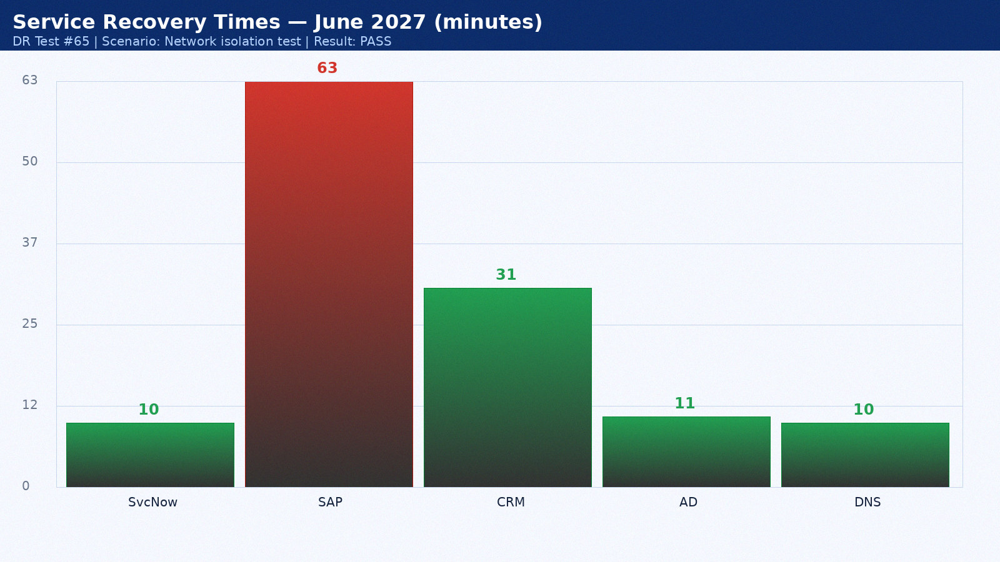 Service Recovery Times — June 2027 (minutes)
DR Test #65 | Scenario: Network isolation test | Result: PASS
63
63
50
37
31
25
12
10
11
10
0
SvcNow
SAP
CRM
AD
DNS